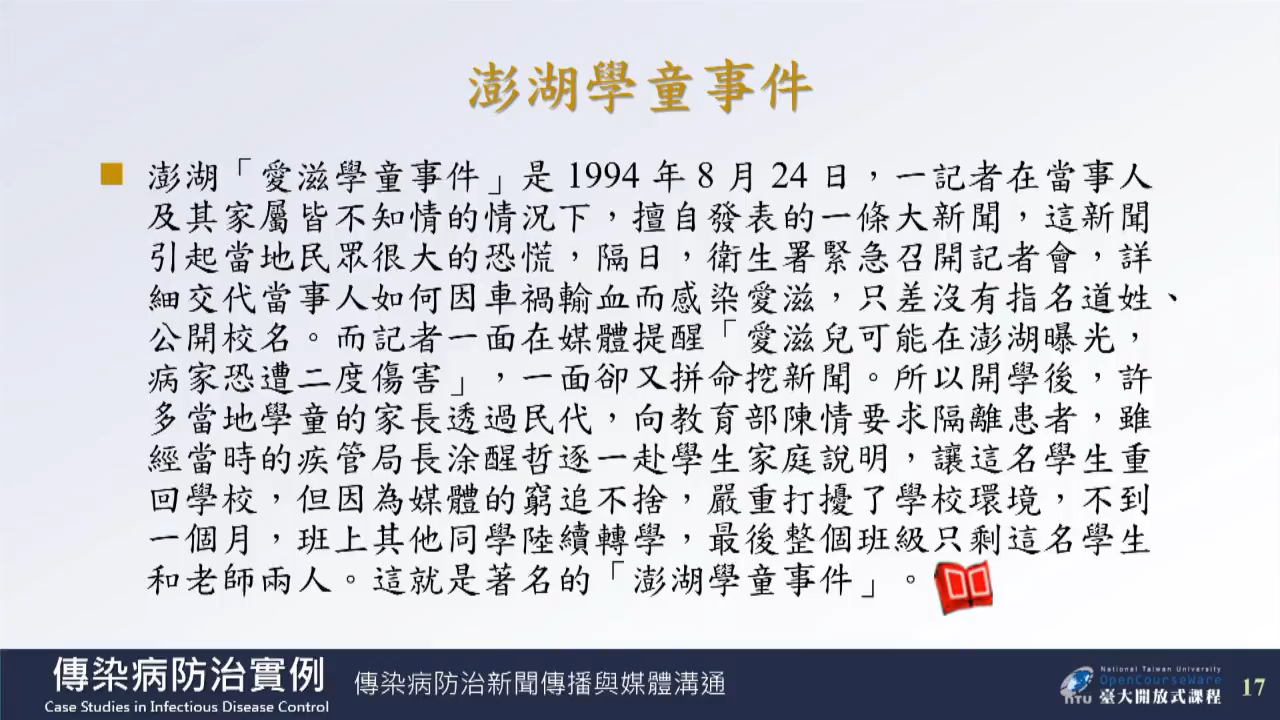 澎湖學童事件
澎湖「愛滋學童事件」是 1994 年 8 月 24 日，一記者在當事人
及其家屬皆不知情的情況下，擅自發表的一條大新聞，這新聞
引起當地民眾很大的恐慌，隔日，衛生署緊急召開記者會，詳
細交代當事人如何因車禍輸血而感染愛滋，只差沒有指名道姓、
公開校名。而記者一面在媒體提醒「愛滋兒可能在澎湖曝光，
病家恐遭二度傷害」，一面卻又拼命挖新聞。所以開學後，許
多當地學童的家長透過民代，向教育部陳情要求隔離患者，雖
經當時的疾管局長涂醒哲逐一赴學生家庭說明，讓這名學生重
回學校，但因為媒體的窮追不捨，嚴重打擾了學校環境，不到
一個月，班上其他同學陸續轉學，最後整個班級只剩這名學生
和老師兩人。這就是著名的「澎湖學童事件」。
傳染病防治實例
Case Studies in Infectious Disease Control
傳染病防治新聞傳播與媒體溝通
National Taiwan University
OpenCourseWare
NTU 臺大開放式課程
17